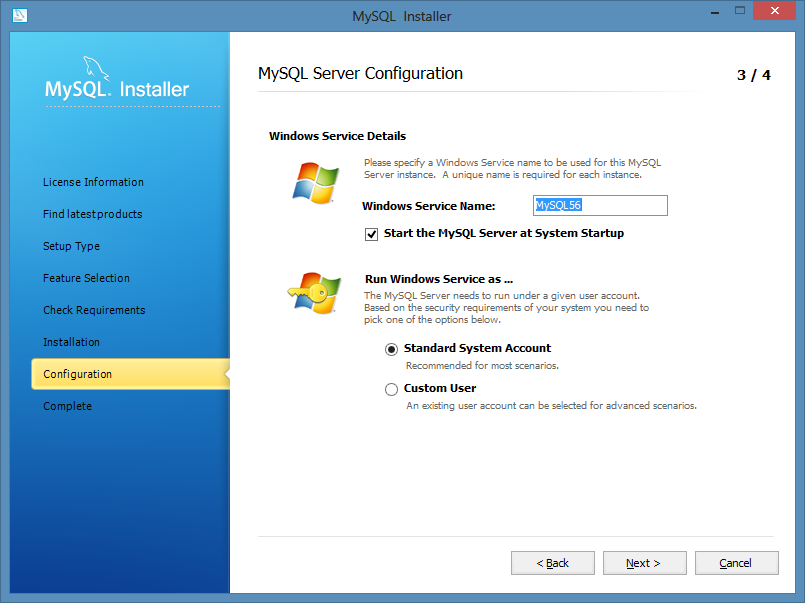 MySQL Installer
MySQL. Installer
MySQL Server Configuration
3 / 4
License Information
Find latest products
Setup Type
Feature Selection
Check Requirements
Installation
Configuration
Complete
Windows Service Details
Please specify a Windows Service name to be used for this MySQL
Server instance. A unique name is required for each instance.
Windows Service Name:
MySQL56
Start the MySQL Server at System Startup
Run Windows Service as ...
The MySQL Server needs to run under a given user account.
Based on the security requirements of your system you need to
pick one of the options below.
Standard System Account
Recommended for most scenarios.
Custom User
An existing user account can be selected for advanced scenarios.
< Back
Next >
Cancel